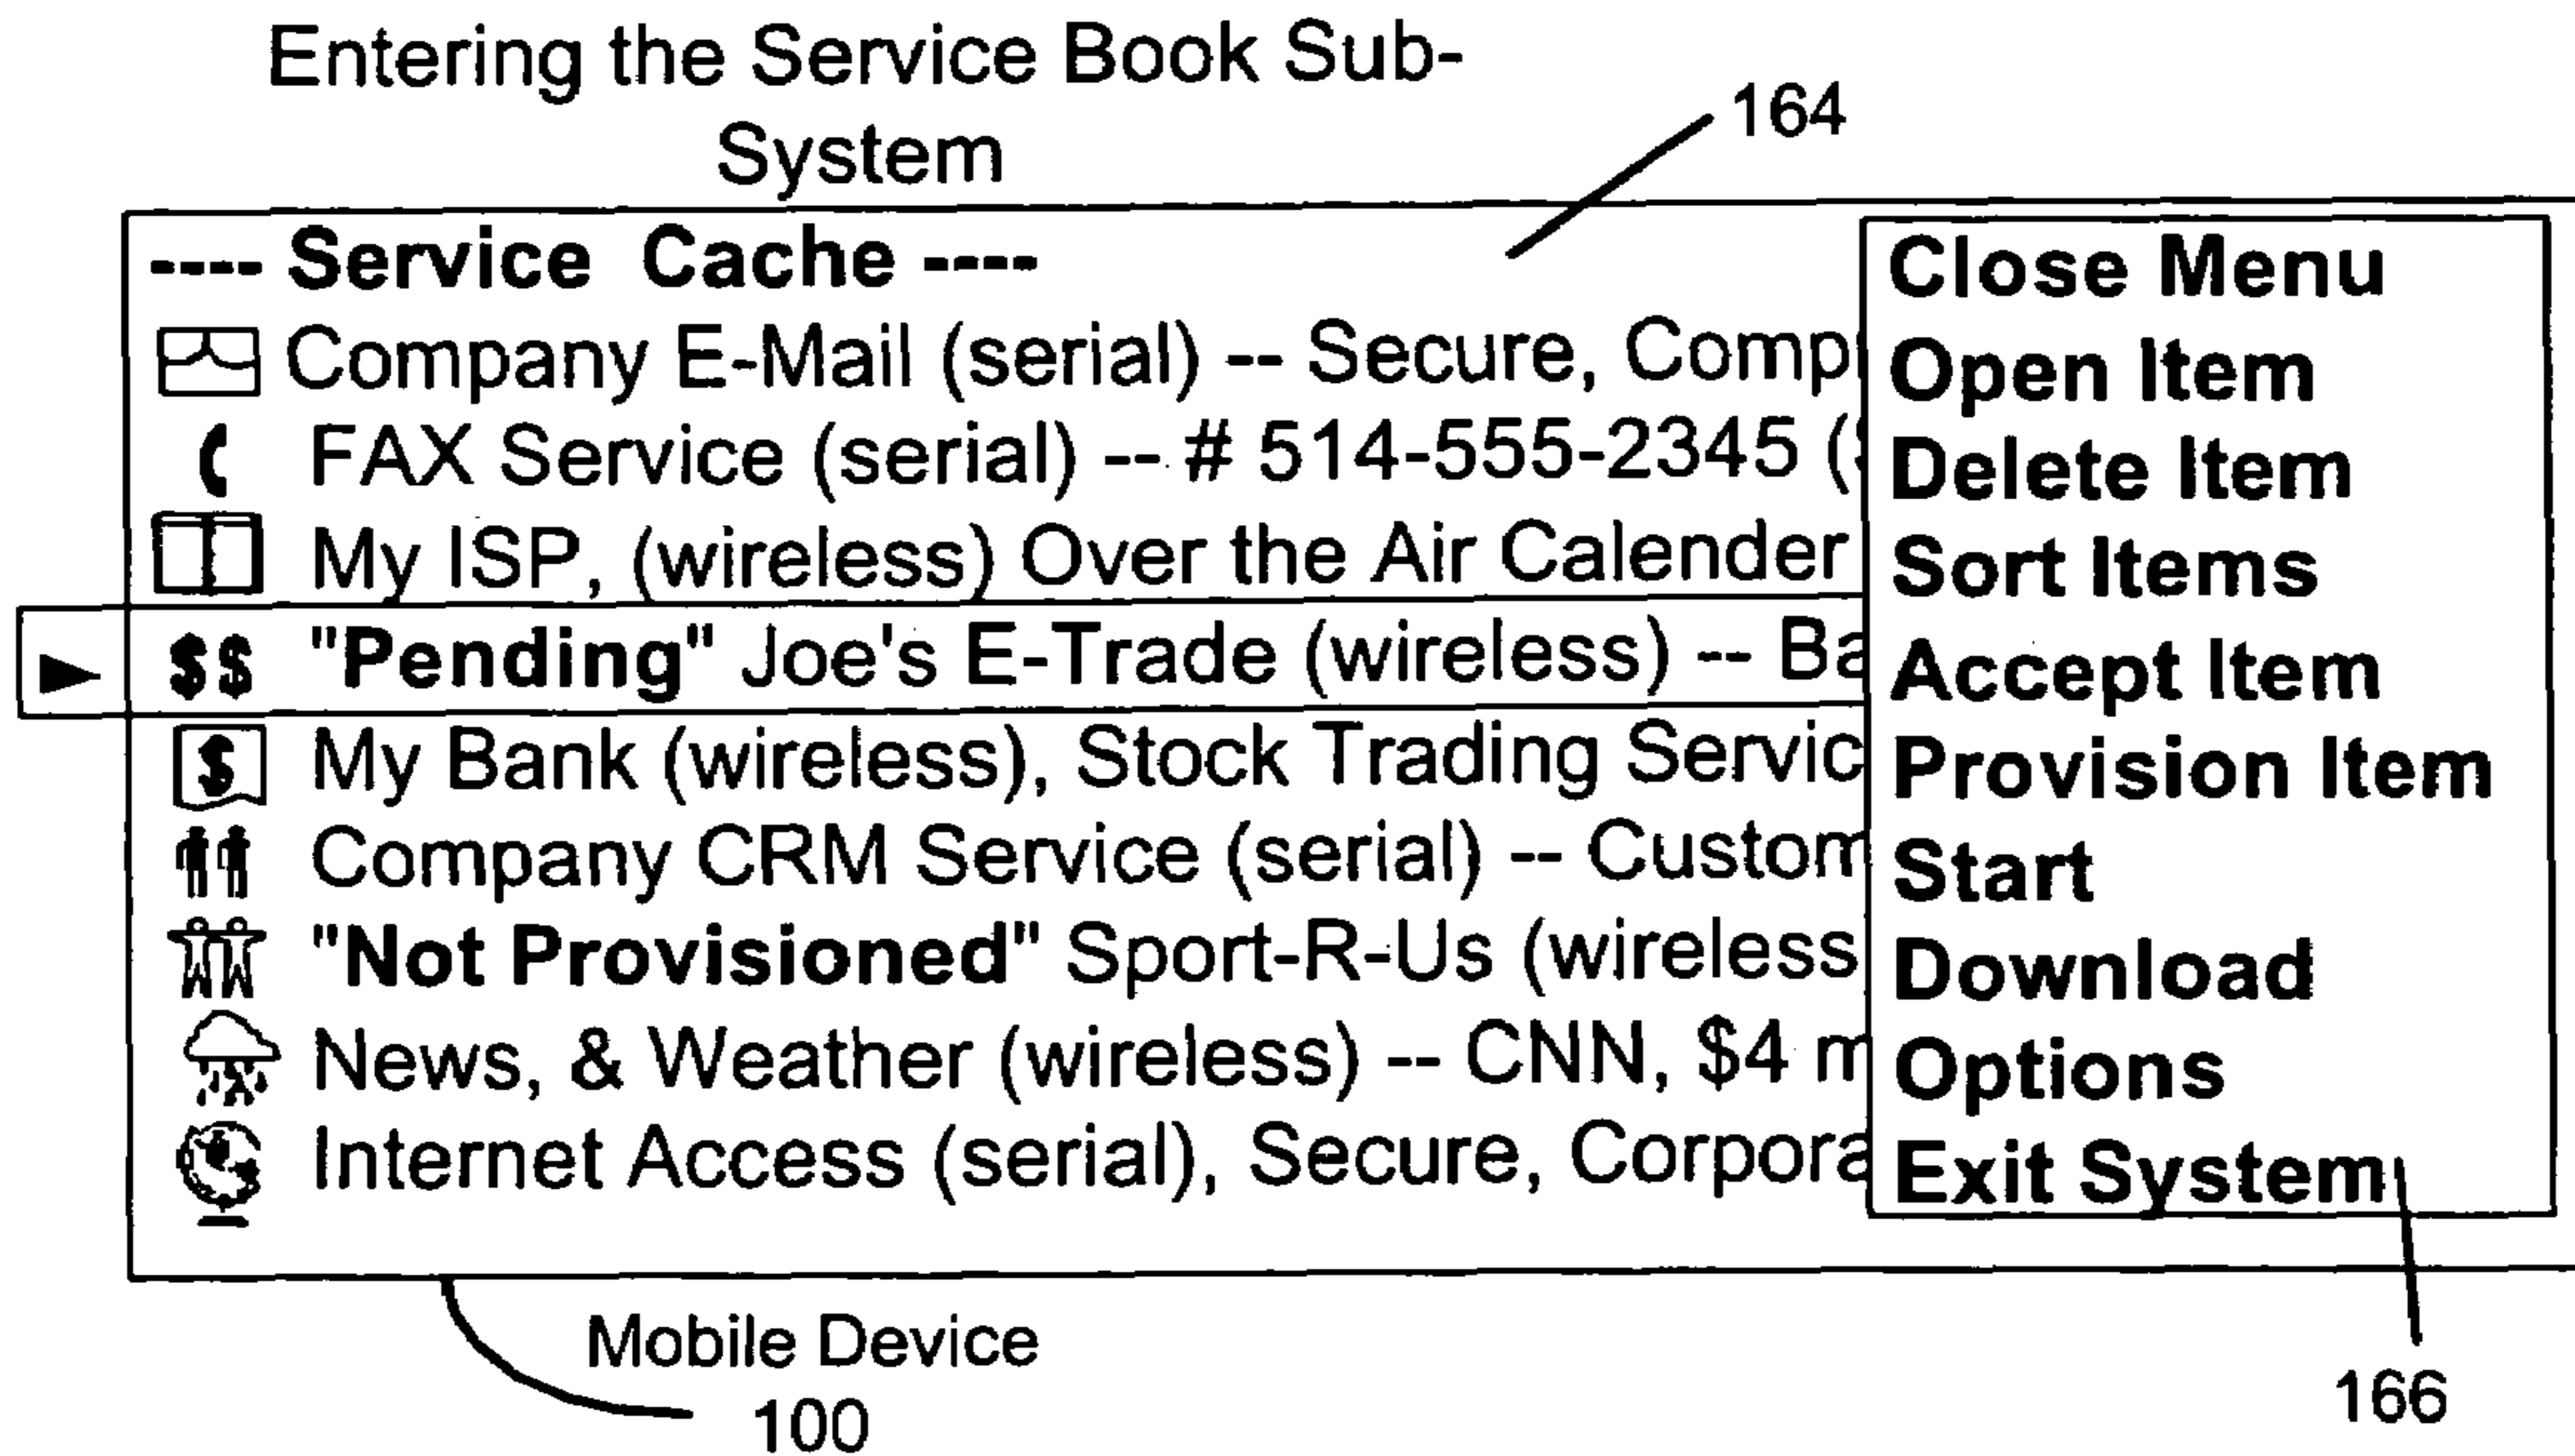 Entering the Service Book Sub-
System
164
---- Service Cache ----
Company E-Mail (serial) -- Secure, Comp
FAX Service (serial) -- # 514-555-2345 (
My ISP, (wireless) Over the Air Calender
$$ "Pending" Joe's E-Trade (wireless) -- Ba
$ My Bank (wireless), Stock Trading Servic
Company CRM Service (serial) -- Custom
"Not Provisioned" Sport-R-Us (wireless
News, & Weather (wireless) -- CNN, $4 m
Internet Access (serial), Secure, Corpora
Close Menu
Open Item
Delete Item
Sort Items
Accept Item
Provision Item
Start
Download
Options
Exit System
Mobile Device
100
166